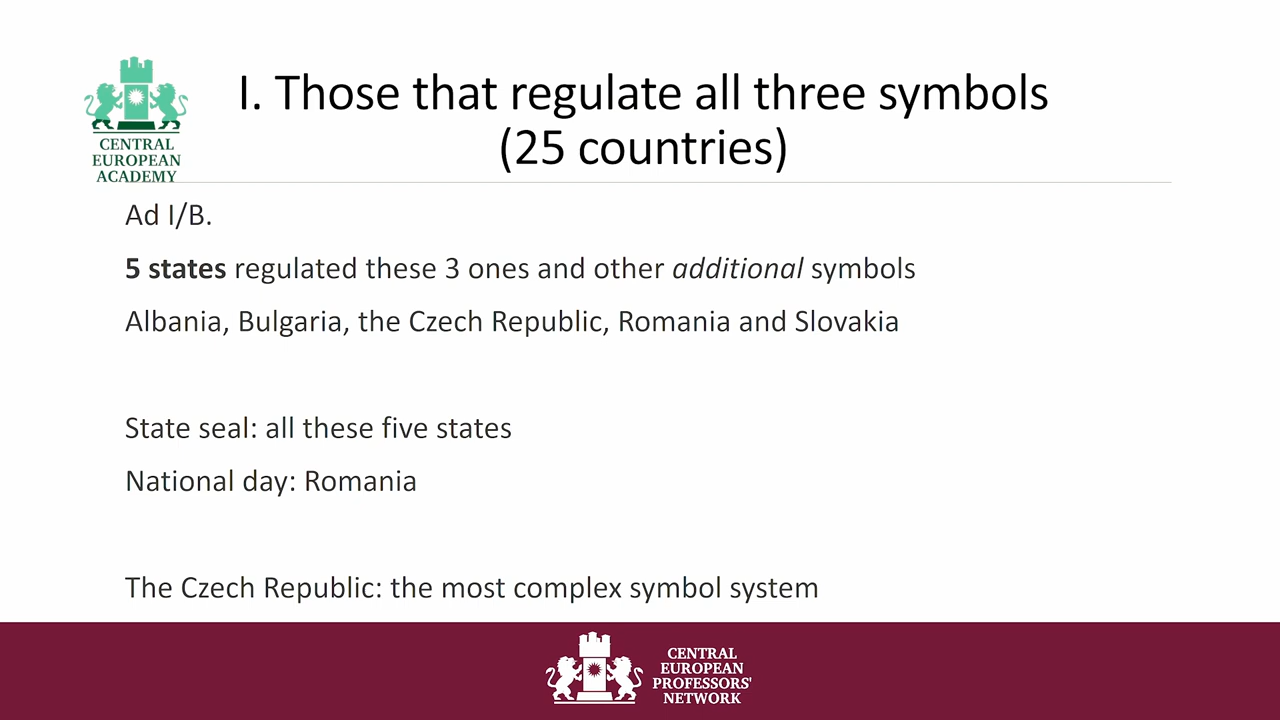 CENTRAL
EUROPEAN
ACADEMY
I. Those that regulate all three symbols
(25 countries)
Ad I/B.
5 states regulated these 3 ones and other additional symbols
Albania, Bulgaria, the Czech Republic, Romania and Slovakia
State seal: all these five states
National day: Romania
The Czech Republic: the most complex symbol system
CENTRAL
EUROPEAN
PROFESSORS'
NETWORK